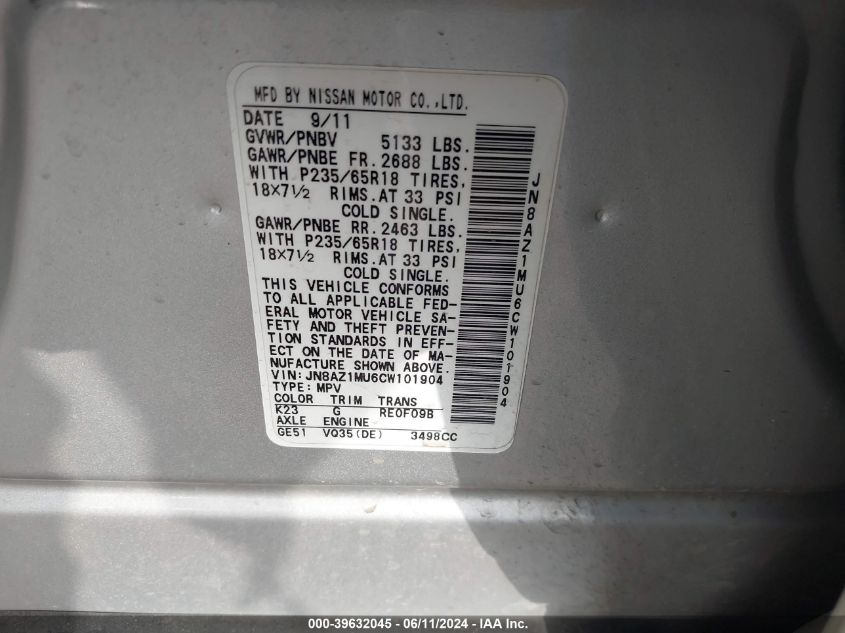 MFD BY NISSAN MOTOR CO.,LTD.
DATE 9/11
GVWR/PNBV 5133 LBS.
GAWR/PNBE FR. 2688 LBS.
WITH P235/65R18 TIRES,
18X7½ RIMS.AT 33 PSI
COLD SINGLE.
GAWR/PNBE RR. 2463 LBS.
WITH P235/65R18 TIRES,
18X7½ RIMS.AT 33 PSI
COLD SINGLE.
THIS VEHICLE CONFORMS
TO ALL APPLICABLE FED-
ERAL MOTOR VEHICLE SA-
FETY AND THEFT PREVEN-
TION STANDARDS IN EFF-
ECT ON THE DATE OF MA-
NUFACTURE SHOWN ABOVE.
VIN: JN8AZ1MU6CW101904
TYPE: MPV
COLOR TRIM TRANS
K23 G RE0F09B
AXLE ENGINE
GE51 VQ35(DE) 3498CC
JN8AZ1MU6CW101904
000-39632045 - 06/11/2024 - IAA Inc.